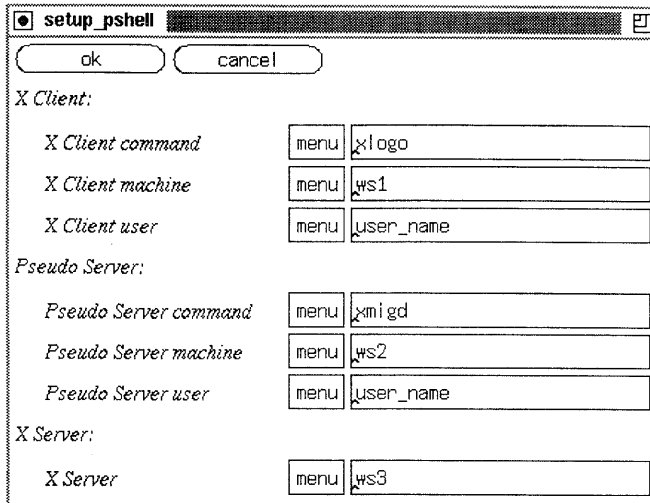 setup_pshell
ok cancel
X Client:
X Client command menu xlogo
X Client machine menu ws1
X Client user menu user_name
Pseudo Server:
Pseudo Server command menu xmigd
Pseudo Server machine menu ws2
Pseudo Server user menu user_name
X Server:
X Server menu ws3